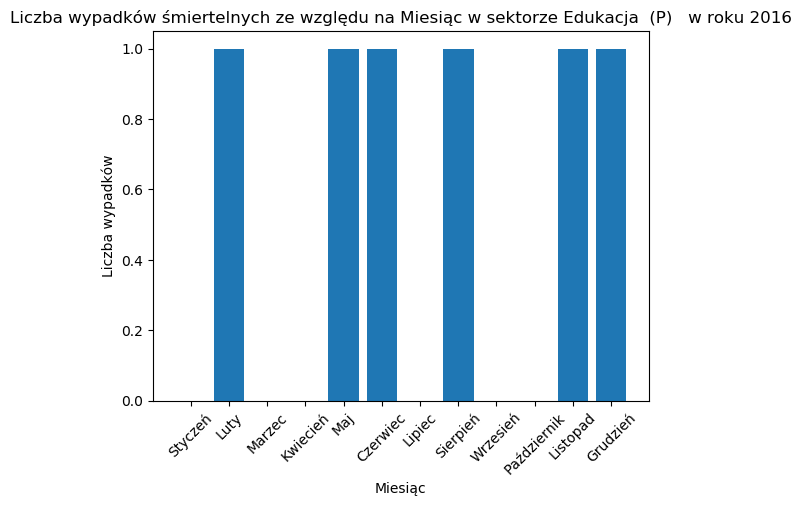 Liczba wypadków śmiertelnych ze względu na Miesiąc w sektorze Edukacja  (P)   w roku 2016
Liczba wypadków
1.0
0.8
0.6
0.4
0.2
0.0
Styczeń
Luty
Marzec
Kwiecień
Maj
Czerwiec
Lipiec
Sierpień
Wrzesień
Październik
Listopad
Grudzień
Miesiąc